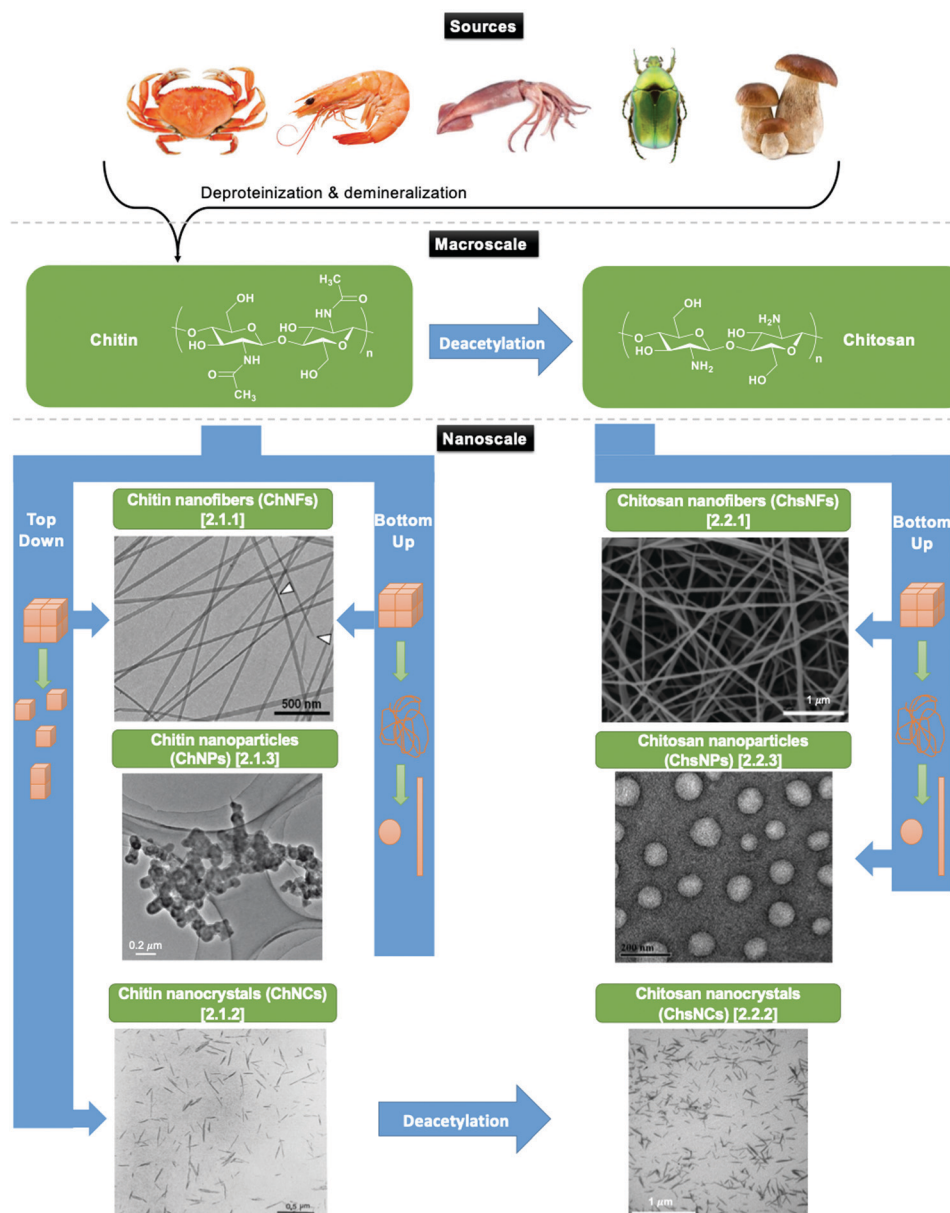 Sources
Deproteinization & demineralization
Macroscale
Chitin
OH
O
HO
NH
O
CH₃
O
H₃C
O
HN
HO
O
HO
n
Deacetylation
OH
O
HO
NH₂
O
H₂N
HO
O
HO
n
Chitosan
Nanoscale
Top
Down
Chitin nanofibers (ChNFs)
[2.1.1]
500 nm
Bottom
Up
Chitosan nanofibers (ChsNFs)
[2.2.1]
1 µm
Bottom
Up
Chitin nanoparticles
(ChNPs) [2.1.3]
0.2 µm
Chitosan nanoparticles
(ChsNPs) [2.2.3]
200 nm
Chitin nanocrystals (ChNCs)
[2.1.2]
0.5 µm
Deacetylation
Chitosan nanocrystals
(ChsNCs) [2.2.2]
1 µm